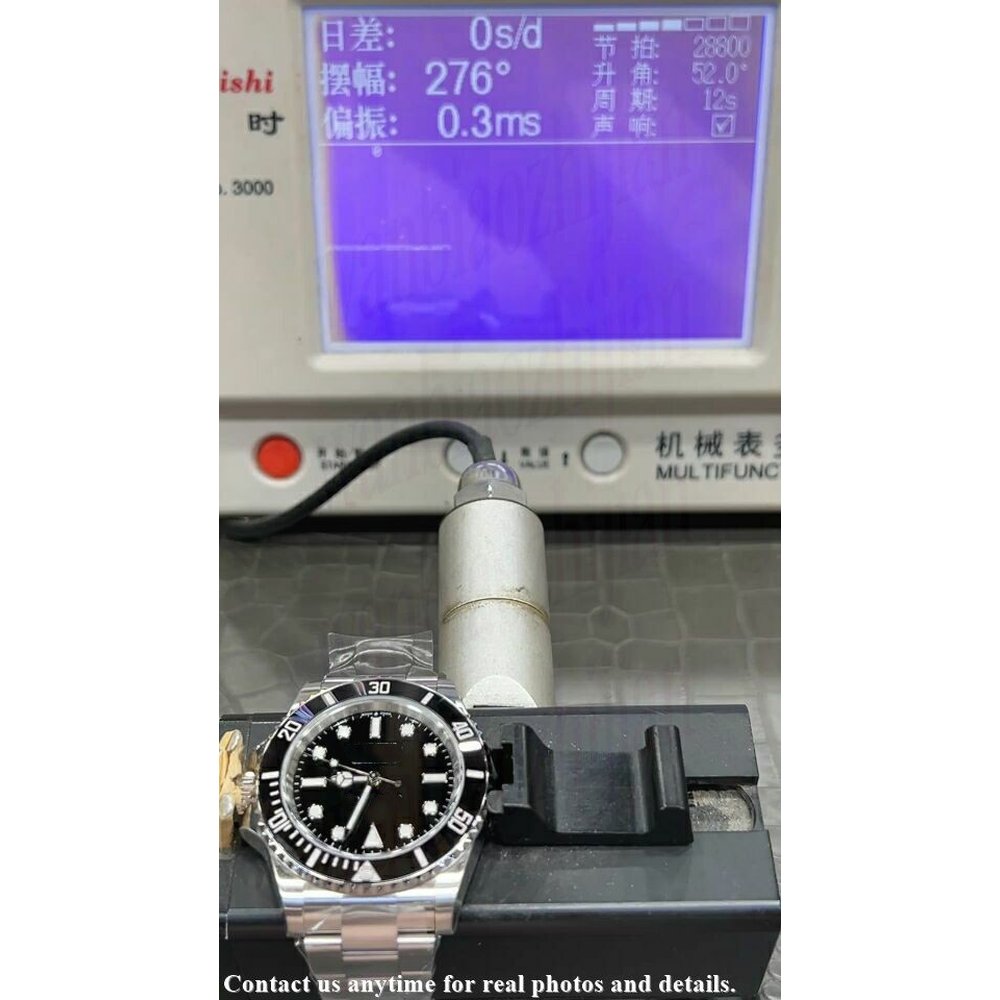 日差: 0s/d
摆幅: 276°
偏振: 0.3ms
节 拍: 28800
升 角: 52.0°
周 期: 12s
声 响: ☑
ishi
时
. 3000
机械表多
MULTIFUNC
VALUE
30
20
40
10
50
Contact us anytime for real photos and details.